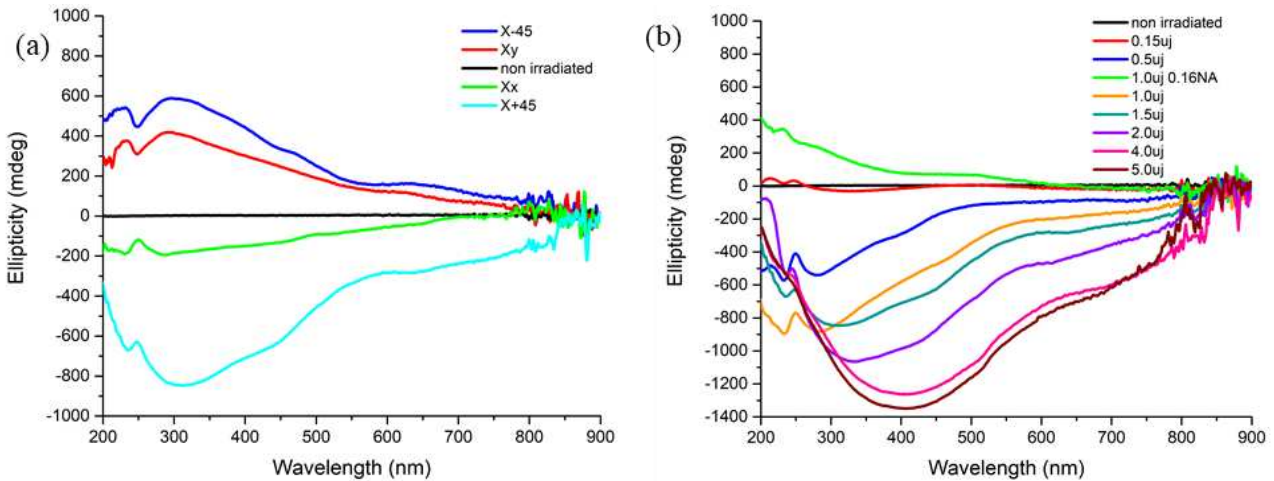 (a)
1000
800
600
400
200
0
-200
-400
-600
-800
-1000
Ellipticity (mdeg)
X-45
Xy
non irradiated
Xx
X+45
200 300 400 500 600 700 800 900
Wavelength (nm)
(b)
1000
800
600
400
200
0
-200
-400
-600
-800
-1000
-1200
-1400
Ellipticity (mdeg)
non irradiated
0.15uj
0.5uj
1.0uj 0.16NA
1.0uj
1.5uj
2.0uj
4.0uj
5.0uj
200 300 400 500 600 700 800 900
Wavelength (nm)